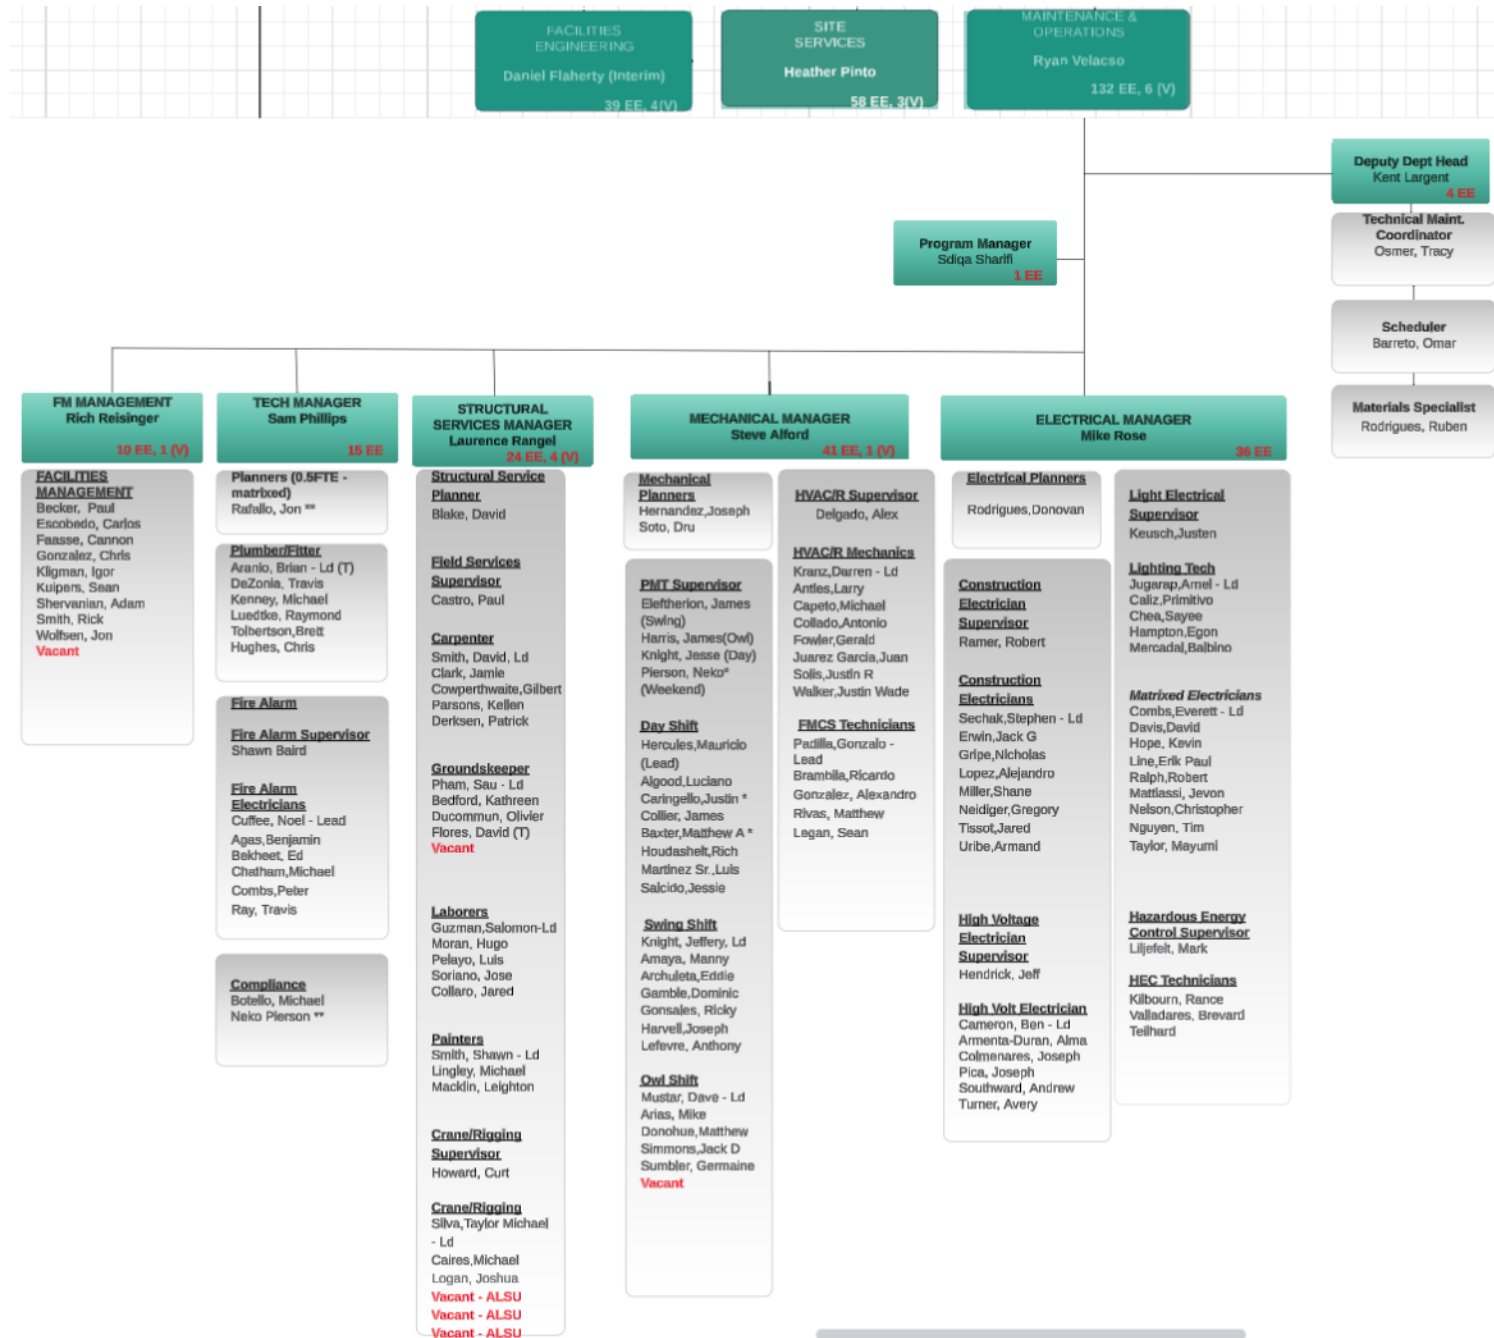 FACILITIES
ENGINEERING
Daniel Flaherty (Interim)
39 EE, 4(V)
SITE
SERVICES
Heather Pinto
58 EE, 3(V)
MAINTENANCE &
OPERATIONS
Ryan Velacso
132 EE, 6 (V)
Deputy Dept Head
Kent Largent
4 EE
Technical Maint.
Coordinator
Osmer, Tracy
Scheduler
Barreto, Omar
Materials Specialist
Rodrigues, Ruben
Program Manager
Sdiqa Sharifi
1 EE
FM MANAGEMENT
Rich Reisinger
10 EE, 1 (V)
FACILITIES
MANAGEMENT
Becker, Paul
Escobedo, Carlos
Faasse, Cannon
Gonzalez, Chris
Kligman, Igor
Kuipers, Sean
Shervanian, Adam
Smith, Rick
Wolfsen, Jon
Vacant
TECH MANAGER
Sam Phillips
15 EE
Planners (0.5FTE -
matrixed)
Rafallo, Jon **
Plumber/Fitter
Aranio, Brian - Ld (T)
DeZonia, Travis
Kenney, Michael
Luedtke, Raymond
Tolbertson,Brett
Hughes, Chris
Fire Alarm
Fire Alarm Supervisor
Shawn Baird
Fire Alarm
Electricians
Cuffee, Noel - Lead
Agas,Benjamin
Bekheet, Ed
Chatham,Michael
Combs,Peter
Ray, Travis
Compliance
Botello, Michael
Neko Pierson **
STRUCTURAL
SERVICES MANAGER
Laurence Rangel
24 EE, 4 (V)
Structural Service
Planner
Blake, David
Field Services
Supervisor
Castro, Paul
Carpenter
Smith, David, Ld
Clark, Jamie
Cowperthwaite,Gilbert
Parsons, Kellen
Derksen, Patrick
Groundskeeper
Pham, Sau - Ld
Bedford, Kathreen
Ducommun, Olivier
Flores, David (T)
Vacant
Laborers
Guzman,Salomon-Ld
Moran, Hugo
Pelayo, Luis
Soriano, Jose
Collaro, Jared
Painters
Smith, Shawn - Ld
Lingley, Michael
Macklin, Leighton
Crane/Rigging
Supervisor
Howard, Curt
Crane/Rigging
Silva,Taylor Michael
- Ld
Caires,Michael
Logan, Joshua
Vacant - ALSU
Vacant - ALSU
Vacant - ALSU
MECHANICAL MANAGER
Steve Alford
41 EE, 1 (V)
Mechanical
Planners
Hernandez,Joseph
Soto, Dru
PMT Supervisor
Eleftherion, James
(Swing)
Harris, James(Owl)
Knight, Jesse (Day)
Pierson, Neko*
(Weekend)
Day Shift
Hercules,Mauricio
(Lead)
Algood,Luciano
Caringello,Justin *
Collier, James
Baxter,Matthew A *
Houdashelt,Rich
Martinez Sr.,Luis
Salcido,Jessie
Swing Shift
Knight, Jeffery, Ld
Amaya, Manny
Archuleta,Eddie
Gamble,Dominic
Gonsales, Ricky
Harvell,Joseph
Lefevre, Anthony
Owl Shift
Mustar, Dave - Ld
Arias, Mike
Donohue,Matthew
Simmons,Jack D
Sumbler, Germaine
Vacant
HVAC/R Supervisor
Delgado, Alex
HVAC/R Mechanics
Kranz,Darren - Ld
Antles,Larry
Capeto,Michael
Collado,Antonio
Fowler,Gerald
Juarez Garcia,Juan
Solis,Justin R
Walker,Justin Wade
FMCS Technicians
Padilla,Gonzalo -
Lead
Brambila,Ricardo
Gonzalez, Alexandro
Rivas, Matthew
Legan, Sean
ELECTRICAL MANAGER
Mike Rose
36 EE
Electrical Planners
Rodrigues,Donovan
Construction
Electrician
Supervisor
Ramer, Robert
Construction
Electricians
Sechak,Stephen - Ld
Erwin,Jack G
Gripe,Nicholas
Lopez,Alejandro
Miller,Shane
Neidiger,Gregory
Tissot,Jared
Uribe,Armand
High Voltage
Electrician
Supervisor
Hendrick, Jeff
High Volt Electrician
Cameron, Ben - Ld
Armenta-Duran, Alma
Colmenares, Joseph
Pica, Joseph
Southward, Andrew
Turner, Avery
Light Electrical
Supervisor
Keusch,Justen
Lighting Tech
Jugarap,Arnel - Ld
Caliz,Primitivo
Chea,Sayee
Hampton,Egon
Mercadal,Balbino
Matrixed Electricians
Combs,Everett - Ld
Davis,David
Hope, Kevin
Line,Erik Paul
Ralph,Robert
Mattiassi, Jevon
Nelson,Christopher
Nguyen, Tim
Taylor, Mayumi
Hazardous Energy
Control Supervisor
Liljefelt, Mark
HEC Technicians
Kilbourn, Rance
Valladares, Brevard
Teilhard